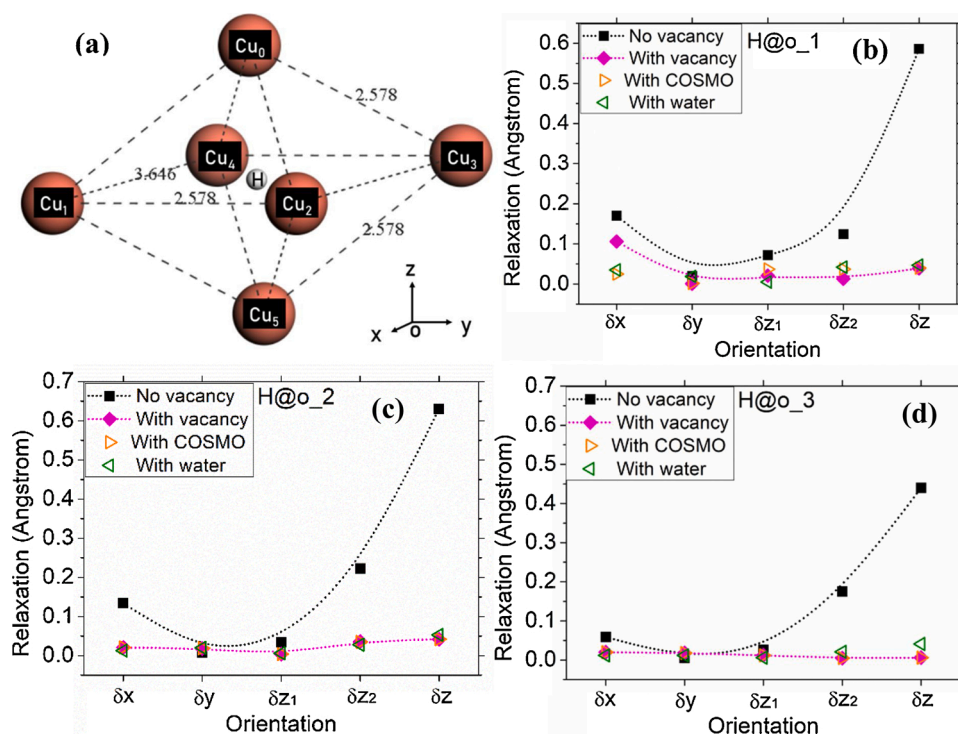 (a)
Cu0
2.578
Cu4
Cu3
3.646
H
Cu1
2.578
Cu2
2.578
Cu5
z
x
o
y
No vacancy
With vacancy
With COSMO
With water
H@o_1
(b)
Relaxation (Angstrom)
0.6
0.5
0.4
0.3
0.2
0.1
0.0
δx
δy
δz1
δz2
δz
Orientation
No vacancy
With vacancy
With COSMO
With water
H@o_2
(c)
Relaxation (Angstrom)
0.7
0.6
0.5
0.4
0.3
0.2
0.1
0.0
δx
δy
δz1
δz2
δz
Orientation
No vacancy
With vacancy
With COSMO
With water
H@o_3
(d)
Relaxation (Angstrom)
0.7
0.6
0.5
0.4
0.3
0.2
0.1
0.0
δx
δy
δz1
δz2
δz
Orientation